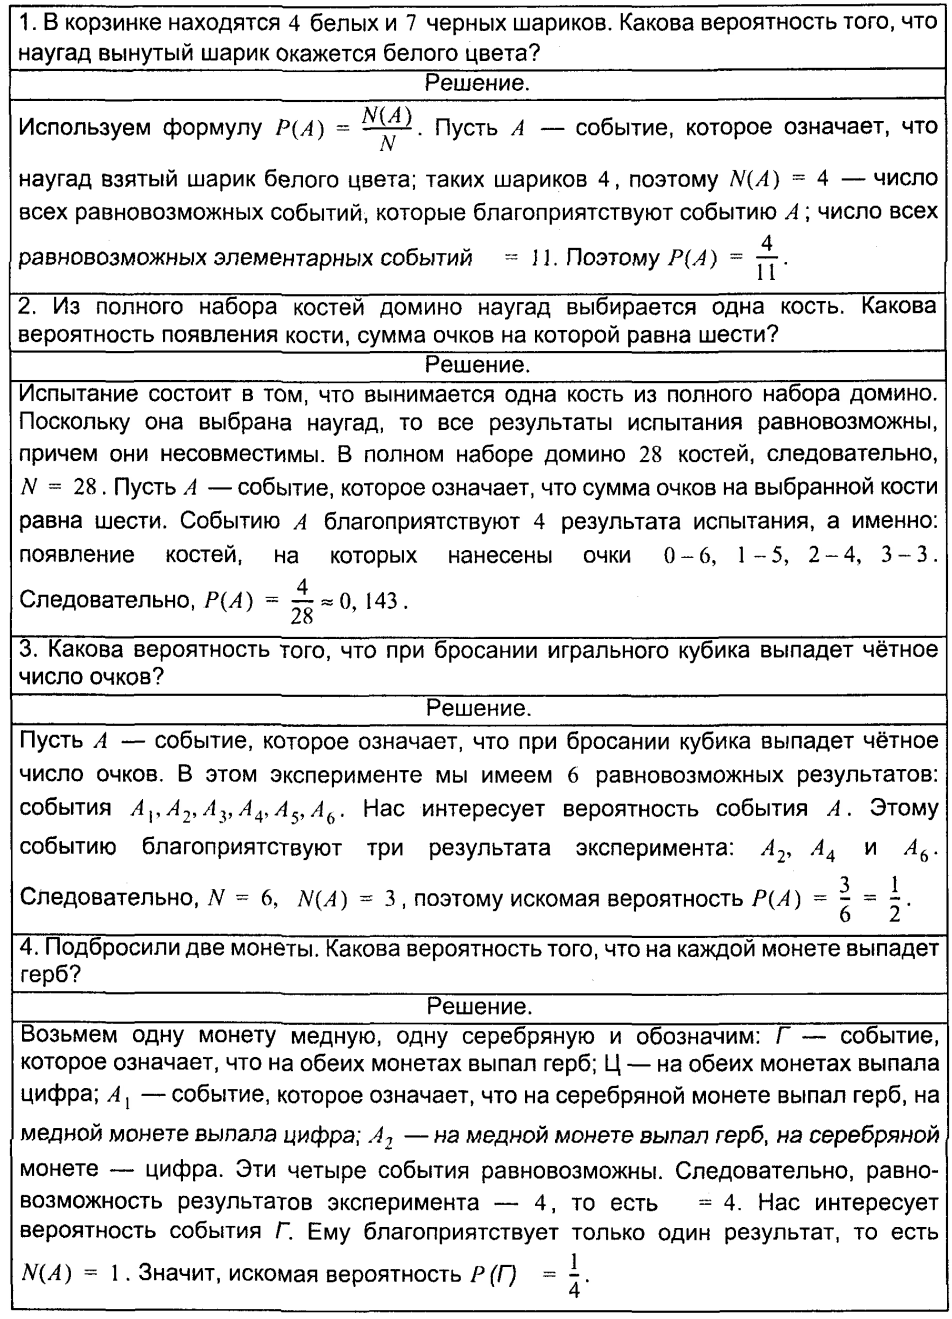 1. В корзинке находятся 4 белых и 7 черных шариков. Какова вероятность того, что
наугад вынутый шарик окажется белого цвета?
Решение.
Используем формулу P(A) = N(A)/N. Пусть A — событие, которое означает, что
наугад взятый шарик белого цвета; таких шариков 4, поэтому N(A) = 4 — число
всех равновозможных событий, которые благоприятствуют событию A; число всех
равновозможных элементарных событий = 11. Поэтому P(A) = 4/11.
2. Из полного набора костей домино наугад выбирается одна кость. Какова
вероятность появления кости, сумма очков на которой равна шести?
Решение.
Испытание состоит в том, что вынимается одна кость из полного набора домино.
Поскольку она выбрана наугад, то все результаты испытания равновозможны,
причем они несовместимы. В полном наборе домино 28 костей, следовательно,
N = 28. Пусть A — событие, которое означает, что сумма очков на выбранной кости
равна шести. Событию A благоприятствуют 4 результата испытания, а именно:
появление костей, на которых нанесены очки 0–6, 1–5, 2–4, 3–3.
Следовательно, P(A) = 4/28 ≈ 0, 143.
3. Какова вероятность того, что при бросании игрального кубика выпадет чётное
число очков?
Решение.
Пусть A — событие, которое означает, что при бросании кубика выпадет чётное
число очков. В этом эксперименте мы имеем 6 равновозможных результатов:
события A₁, A₂, A₃, A₄, A₅, A₆. Нас интересует вероятность события A. Этому
событию благоприятствуют три результата эксперимента: A₂, A₄ и A₆.
Следовательно, N = 6, N(A) = 3, поэтому искомая вероятность P(A) = 3/6 = 1/2.
4. Подбросили две монеты. Какова вероятность того, что на каждой монете выпадет
герб?
Решение.
Возьмем одну монету медную, одну серебряную и обозначим: Г — событие,
которое означает, что на обеих монетах выпал герб; Ц — на обеих монетах выпала
цифра; A₁ — событие, которое означает, что на серебряной монете выпал герб, на
медной монете выпала цифра; A₂ — на медной монете выпал герб, на серебряной
монете — цифра. Эти четыре события равновозможны. Следовательно, равно-
возможность результатов эксперимента — 4, то есть = 4. Нас интересует
вероятность события Г. Ему благоприятствует только один результат, то есть
N(A) = 1. Значит, искомая вероятность P(Г) = 1/4.